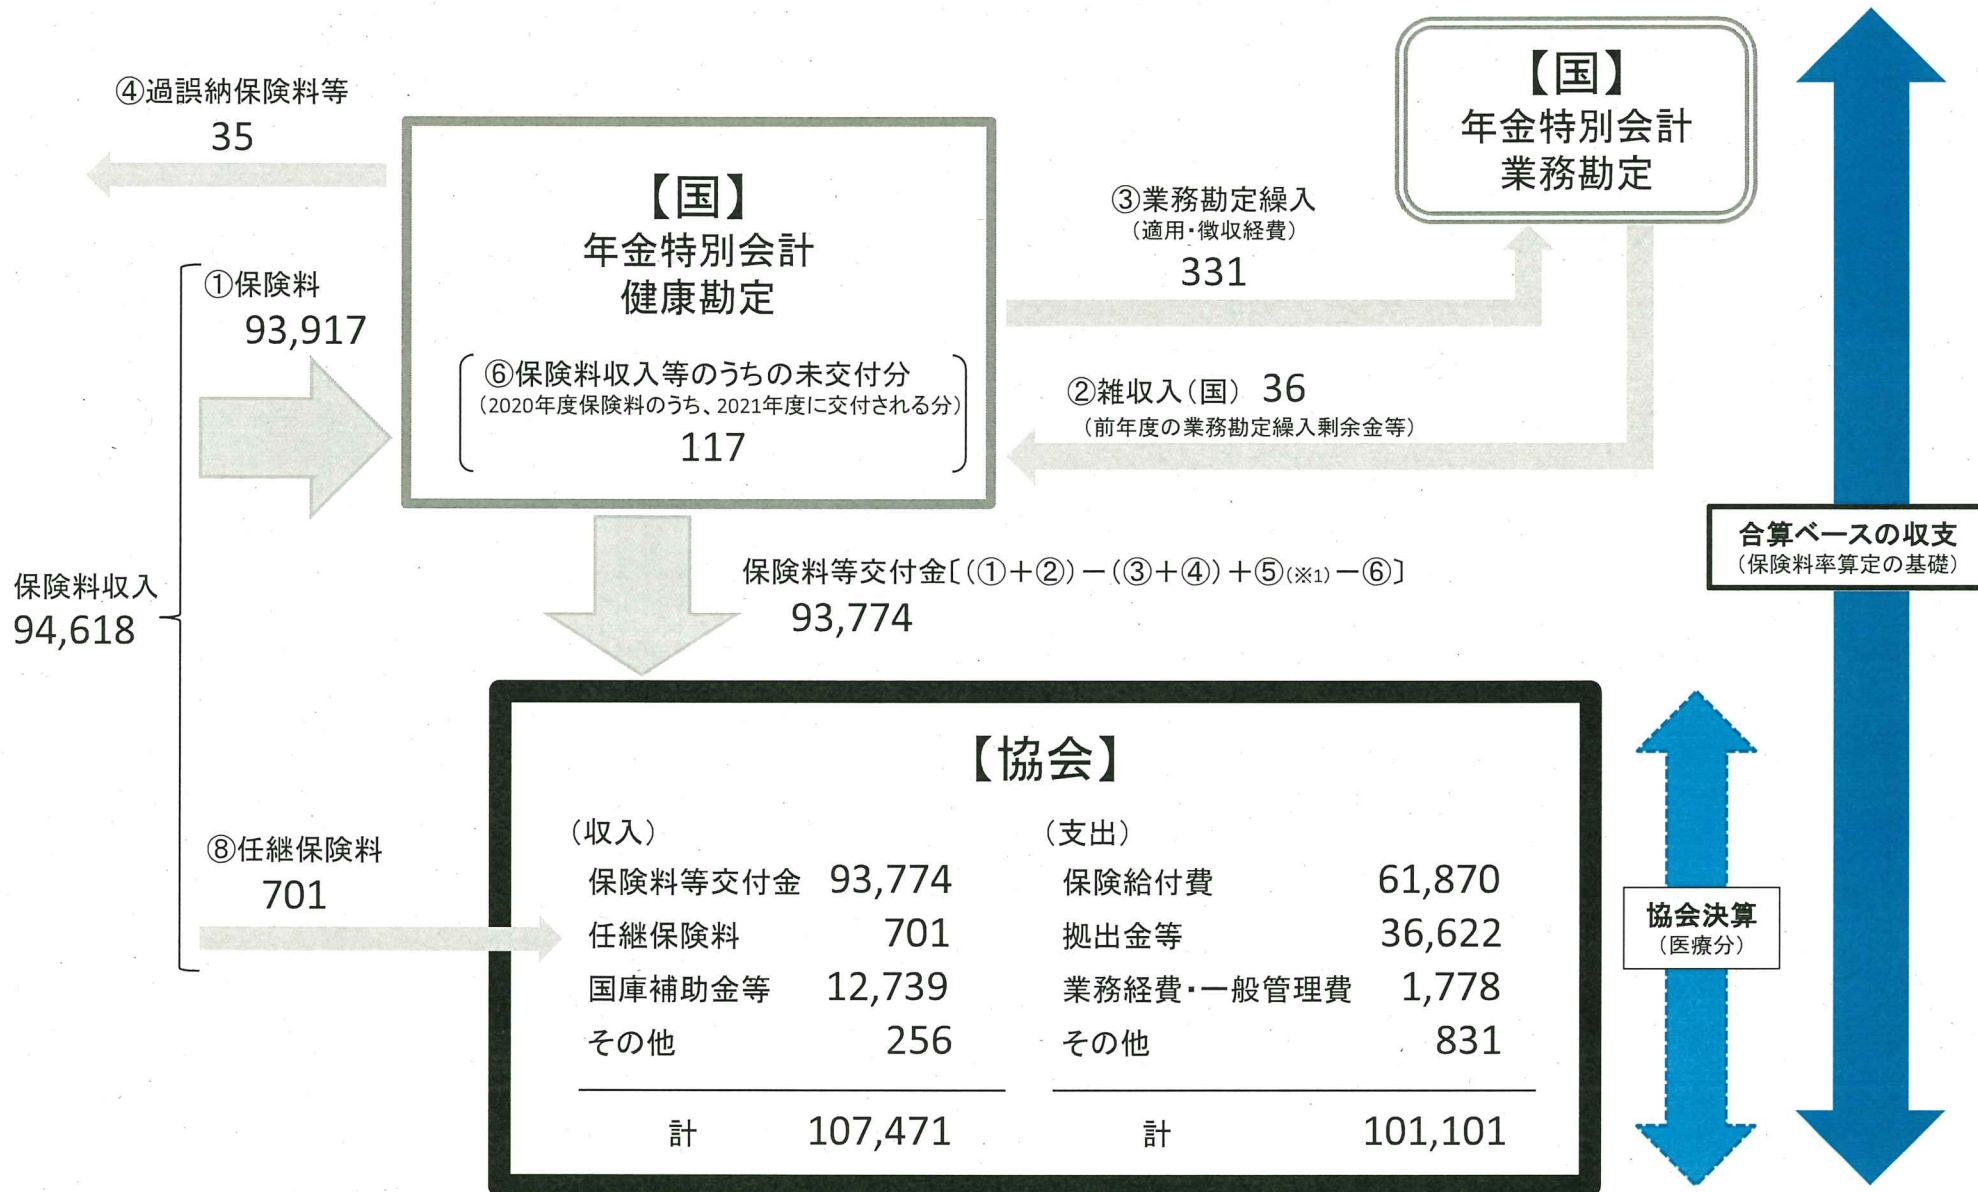 ④過誤納保険料等
35
【国】
年金特別会計
業務勘定
【国】
年金特別会計
健康勘定
⑥保険料収入等のうちの未交付分
（2020年度保険料のうち、2021年度に交付される分）
117
③業務勘定繰入
（適用・徴収経費）
331
②雑収入（国） 36
（前年度の業務勘定繰入剰余金等）
①保険料
93,917
保険料収入
94,618
保険料等交付金〔（①＋②）－（③＋④）＋⑤（※1）－⑥〕
93,774
合算ベースの収支
（保険料率算定の基礎）
⑧任継保険料
701
【協会】
（収入）
保険料等交付金 93,774
任継保険料 701
国庫補助金等 12,739
その他 256
計 107,471
（支出）
保険給付費 61,870
拠出金等 36,622
業務経費・一般管理費 1,778
その他 831
計 101,101
協会決算
（医療分）